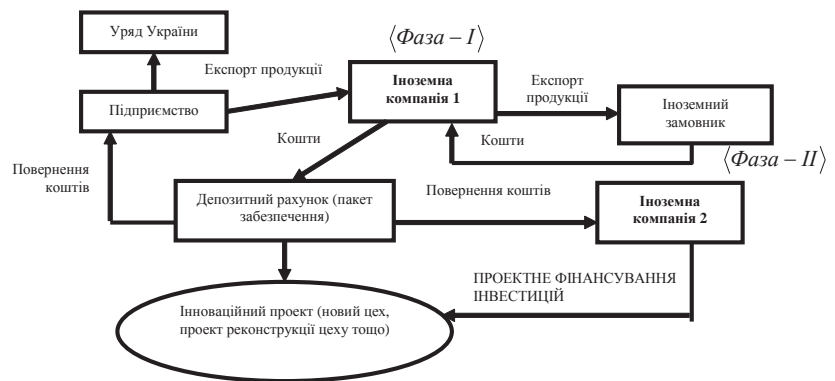 Уряд України
⟨Фаза – I⟩
Експорт продукції
Підприємство
Іноземна
компанія 1
Експорт
продукції
Іноземний
замовник
Кошти
Кошти
⟨Фаза – II⟩
Повернення
коштів
Депозитний рахунок (пакет
забезпечення)
Повернення коштів
Іноземна
компанія 2
ПРОЕКТНЕ ФІНАНСУВАННЯ
ІНВЕСТИЦІЙ
Інноваційний проект (новий цех,
проект реконструкції цеху тощо)